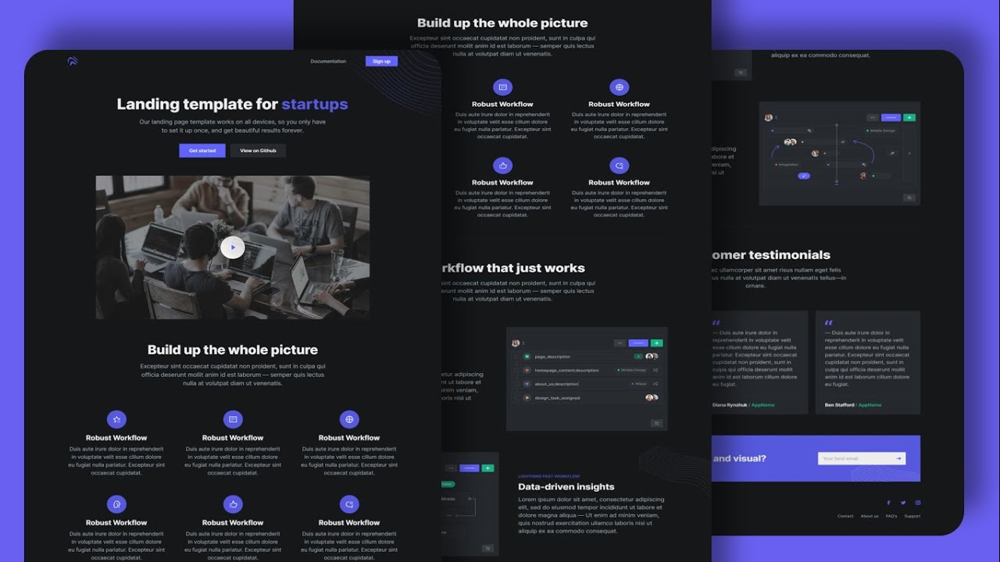 Documentation
Sign up
Landing template for startups
Our landing page template works on all devices, so you only have
to set it up once, and get beautiful results forever.
Get started
View on Github
Build up the whole picture
Excepteur sint occaecat cupidatat non proident, sunt in culpa qui
officia deserunt mollit anim id est laborum — semper quis lectus
nulla at volutpat diam ut venenatis.
Robust Workflow
Duis aute irure dolor in reprehenderit
in voluptate velit esse cillum dolore
eu fugiat nulla pariatur. Excepteur sint
occaecat cupidatat.
Robust Workflow
Duis aute irure dolor in reprehenderit
in voluptate velit esse cillum dolore
eu fugiat nulla pariatur. Excepteur sint
occaecat cupidatat.
Robust Workflow
Duis aute irure dolor in reprehenderit
in voluptate velit esse cillum dolore
eu fugiat nulla pariatur. Excepteur sint
occaecat cupidatat.
Robust Workflow
Duis aute irure dolor in reprehenderit
in voluptate velit esse cillum dolore
eu fugiat nulla pariatur. Excepteur sint
occaecat cupidatat.
Robust Workflow
Duis aute irure dolor in reprehenderit
in voluptate velit esse cillum dolore
eu fugiat nulla pariatur. Excepteur sint
occaecat cupidatat.
Robust Workflow
Duis aute irure dolor in reprehenderit
in voluptate velit esse cillum dolore
eu fugiat nulla pariatur. Excepteur sint
occaecat cupidatat.
Build up the whole picture
Excepteur sint occaecat cupidatat non proident, sunt in culpa qui
officia deserunt mollit anim id est laborum — semper quis lectus
nulla at volutpat diam ut venenatis.
Robust Workflow
Duis aute irure dolor in reprehenderit
in voluptate velit esse cillum dolore
eu fugiat nulla pariatur. Excepteur sint
occaecat cupidatat.
Robust Workflow
Duis aute irure dolor in reprehenderit
in voluptate velit esse cillum dolore
eu fugiat nulla pariatur. Excepteur sint
occaecat cupidatat.
Robust Workflow
Duis aute irure dolor in reprehenderit
in voluptate velit esse cillum dolore
eu fugiat nulla pariatur. Excepteur sint
occaecat cupidatat.
Robust Workflow
Duis aute irure dolor in reprehenderit
in voluptate velit esse cillum dolore
eu fugiat nulla pariatur. Excepteur sint
occaecat cupidatat.
rkflow that just works
int occaecat cupidatat non proident, sunt in culpa qui
erunt mollit anim id est laborum — semper quis lectus
nulla at volutpat diam ut venenatis.
etur adipiscing
nt ut labore et
inim veniam,
is nisi ut
page_description
homepage_content;description
Mobile Design
about_us;description
design_task_assigned
Mobile
LIGHTNING FAST WORKFLOW
Data-driven insights
Lorem ipsum dolor sit amet, consectetur adipiscing
elit, sed do eiusmod tempor incididunt ut labore et
dolore magna aliqua — Ut enim ad minim veniam,
quis nostrud exercitation ullamco laboris nisi ut
aliquip ex ea commodo consequat.
aliquip ex ea commodo consequat.
dipiscing
abore et
veniam,
si ut
Mobile Design
Integration
omer testimonials
ec ullamcorper sit amet risus nullam eget felis
us nulla at volutpat diam ut venenatis tellus—in
ornare.
— Duis aute irure dolor in
reprehenderit in voluptate velit
esse cillum dolore eu fugiat nulla
pariatur. Excepteur sint occaecat
cupidatat non proident, sunt in
culpa qui officia deserunt mollit
anim id est laborum cillum dolore
eu fugiat.
Diana Rynzhuk / AppName
— Duis aute irure dolor in
reprehenderit in voluptate velit
esse cillum dolore eu fugiat nulla
pariatur. Excepteur sint occaecat
cupidatat non proident, sunt in
culpa qui officia deserunt mollit
anim id est laborum cillum dolore
eu fugiat.
Ben Stafford / AppName
and visual?
Your best email
Contact
About us
FAQ's
Support